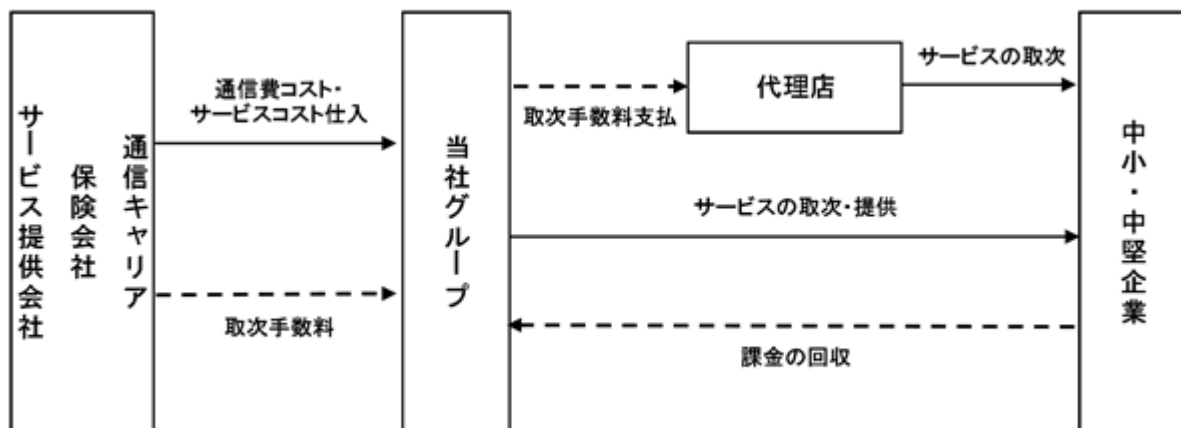 通信キャリア
保険会社
サービス提供会社
通信費コスト・
サービスコスト仕入
取次手数料
当社グループ
取次手数料支払
代理店
サービスの取次
サービスの取次・提供
課金の回収
中小・中堅企業